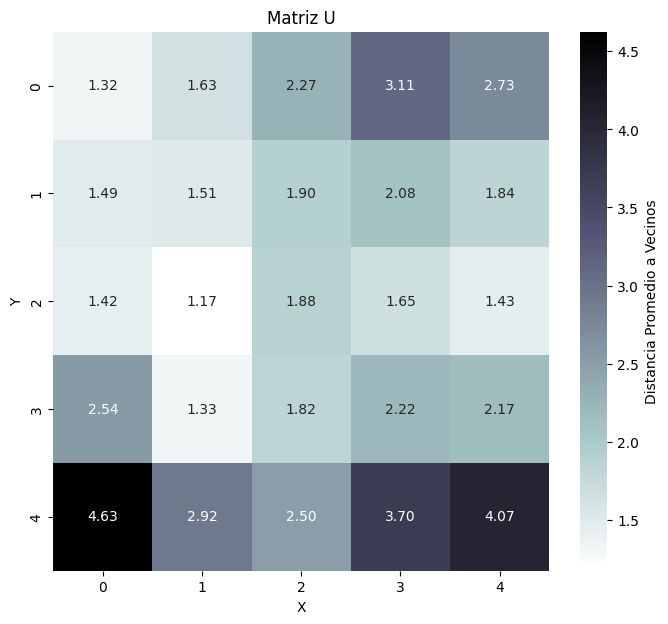 Matriz U
0 1.32 1.63 2.27 3.11 2.73
1 1.49 1.51 1.90 2.08 1.84
2 1.42 1.17 1.88 1.65 1.43
3 2.54 1.33 1.82 2.22 2.17
4 4.63 2.92 2.50 3.70 4.07
0 1 2 3 4
X
Y
4.5
4.0
3.5
3.0
2.5
2.0
1.5
Distancia Promedio a Vecinos